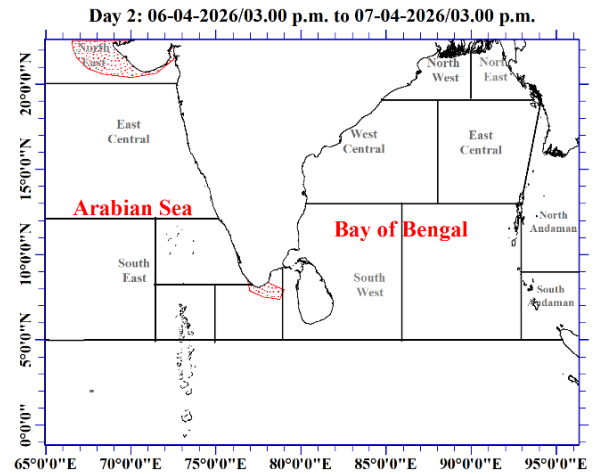 Day 2: 06-04-2026/03.00 p.m. to 07-04-2026/03.00 p.m.
North
East
North
West
North
East
20°0'0"
East
Central
West
Central
East
Central
15°0'0"
Arabian Sea
Bay of Bengal
North
Andaman
10°0'0"
South
East
South
West
South
Andaman
5°0'0"
0°0'0"
65°0'0"E
70°0'0"E
75°0'0"E
80°0'0"E
85°0'0"E
90°0'0"E
95°0'0"E